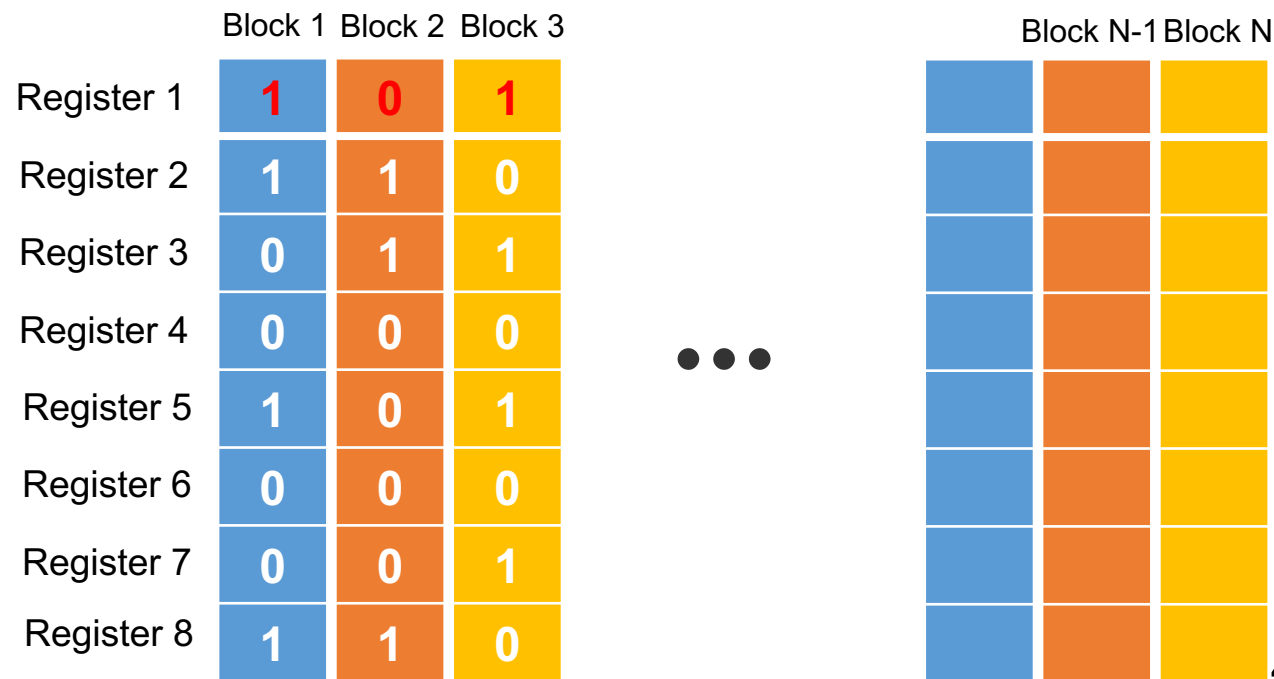 Block 1 Block 2 Block 3 Block N-1 Block N
Register 1 1 0 1
Register 2 1 1 0
Register 3 0 1 1
Register 4 0 0 0
Register 5 1 0 1
Register 6 0 0 0
Register 7 0 0 1
Register 8 1 1 0